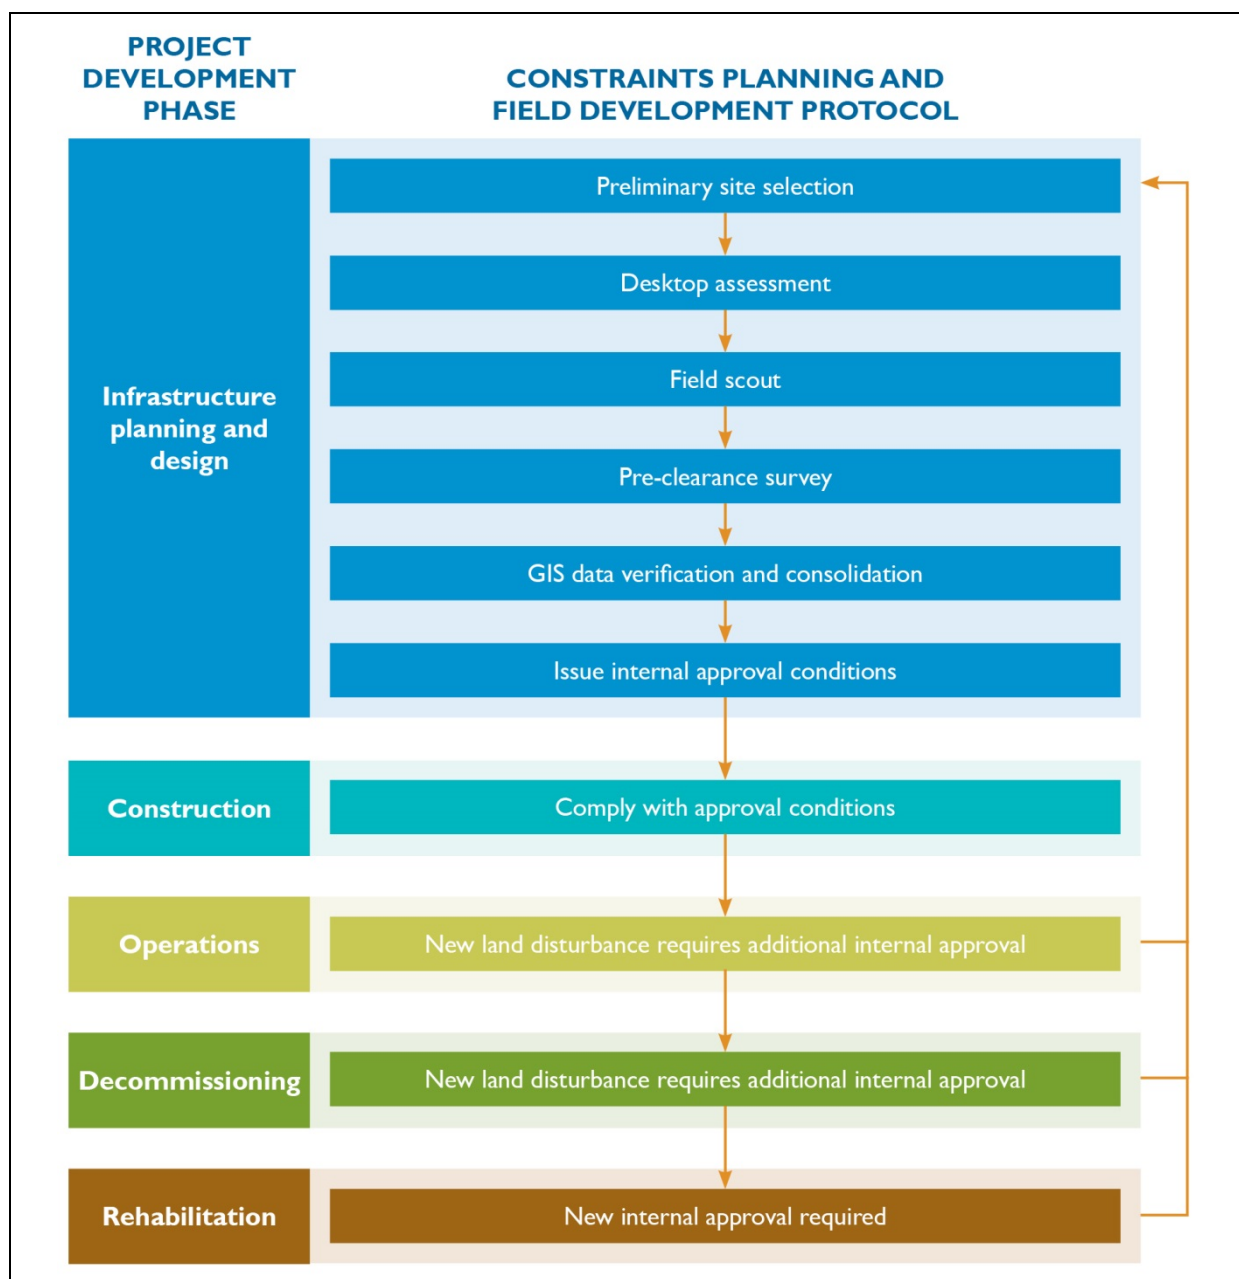 PROJECT
DEVELOPMENT
PHASE
CONSTRAINTS PLANNING AND
FIELD DEVELOPMENT PROTOCOL
Infrastructure
planning and
design
Preliminary site selection
Desktop assessment
Field scout
Pre-clearance survey
GIS data verification and consolidation
Issue internal approval conditions
Construction
Comply with approval conditions
Operations
New land disturbance requires additional internal approval
Decommissioning
New land disturbance requires additional internal approval
Rehabilitation
New internal approval required